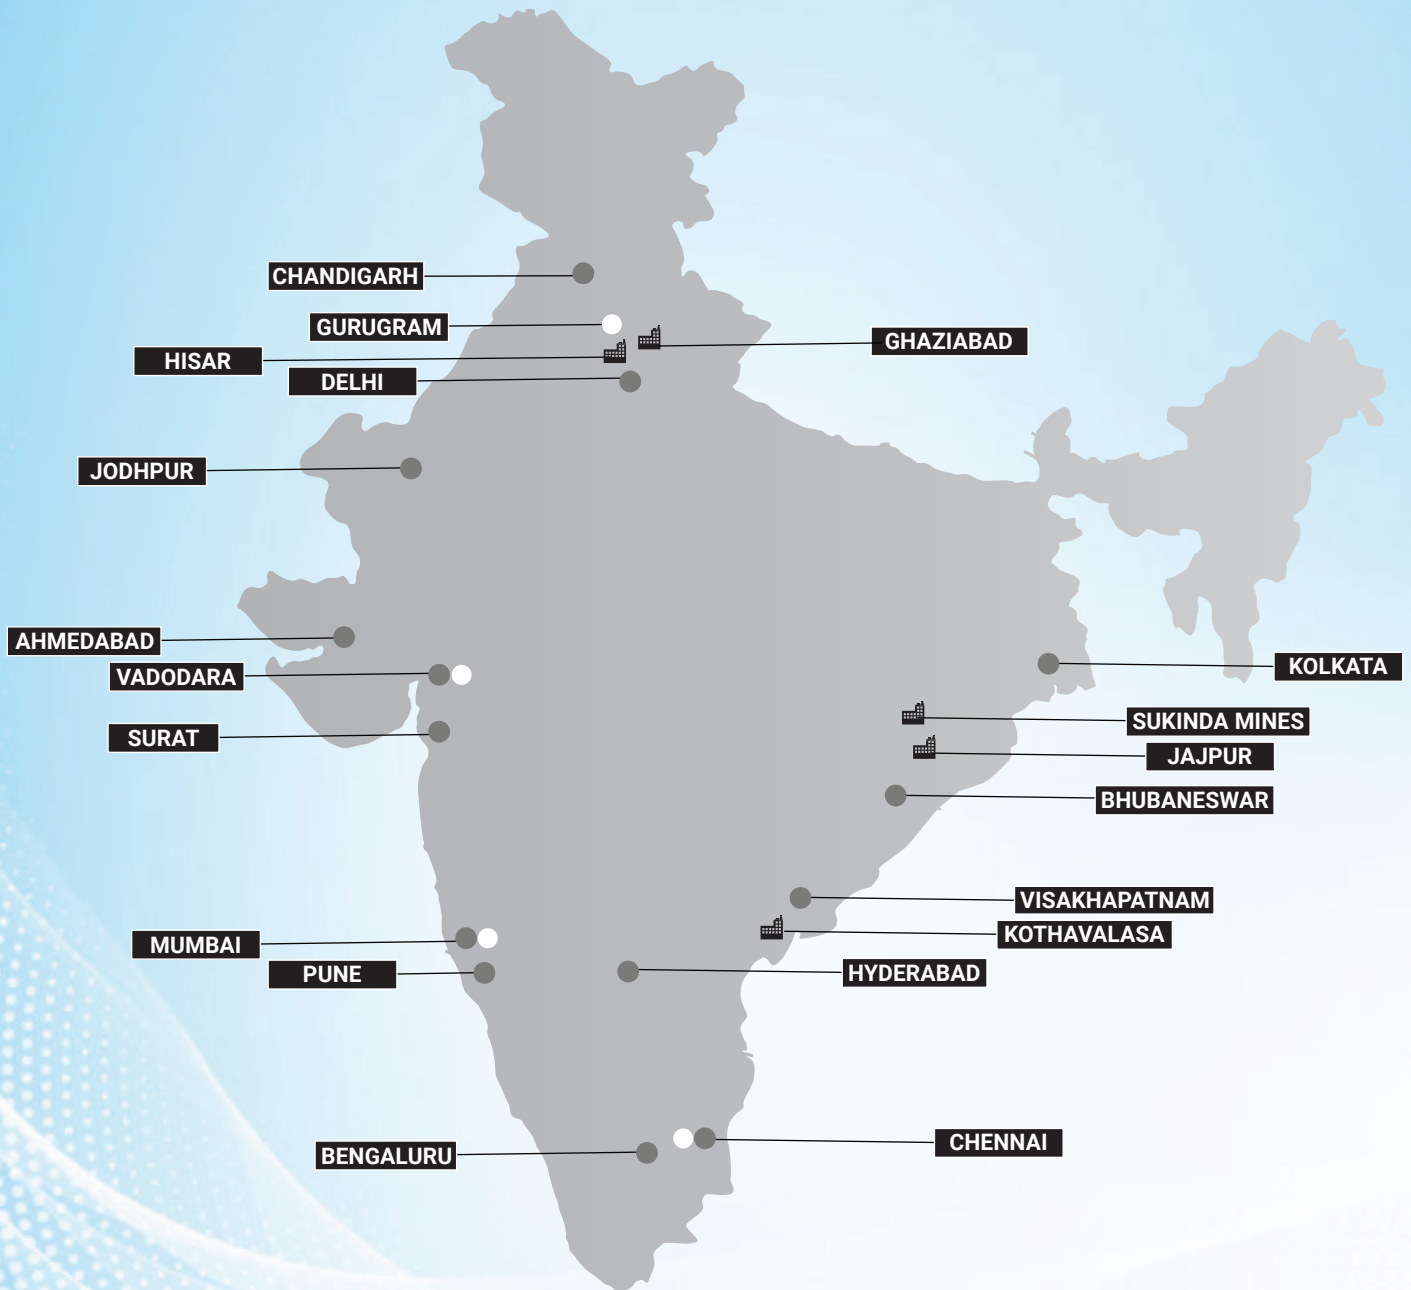 CHANDIGARH
GURUGRAM
GHAZIABAD
HISAR
DELHI
JODHPUR
AHMEDABAD
VADODARA
KOLKATA
SUKINDA MINES
SURAT
JAJPUR
BHUBANESWAR
VISAKHAPATNAM
KOTHAVALASA
MUMBAI
PUNE
HYDERABAD
CHENNAI
BENGALURU